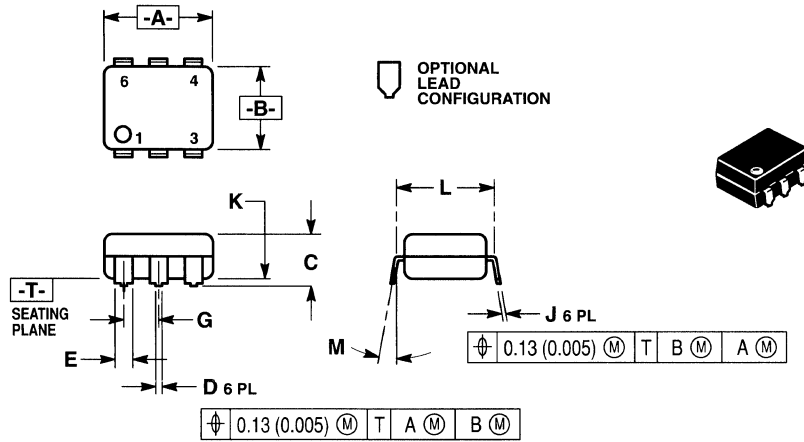 -A-
6 4
-B-
1 3
OPTIONAL
LEAD
CONFIGURATION
K
L
C
-T-
SEATING
PLANE
G
J 6 PL
M
E
⌖ 0.13 (0.005) Ⓜ T B Ⓜ A Ⓜ
D 6 PL
⌖ 0.13 (0.005) Ⓜ T A Ⓜ B Ⓜ